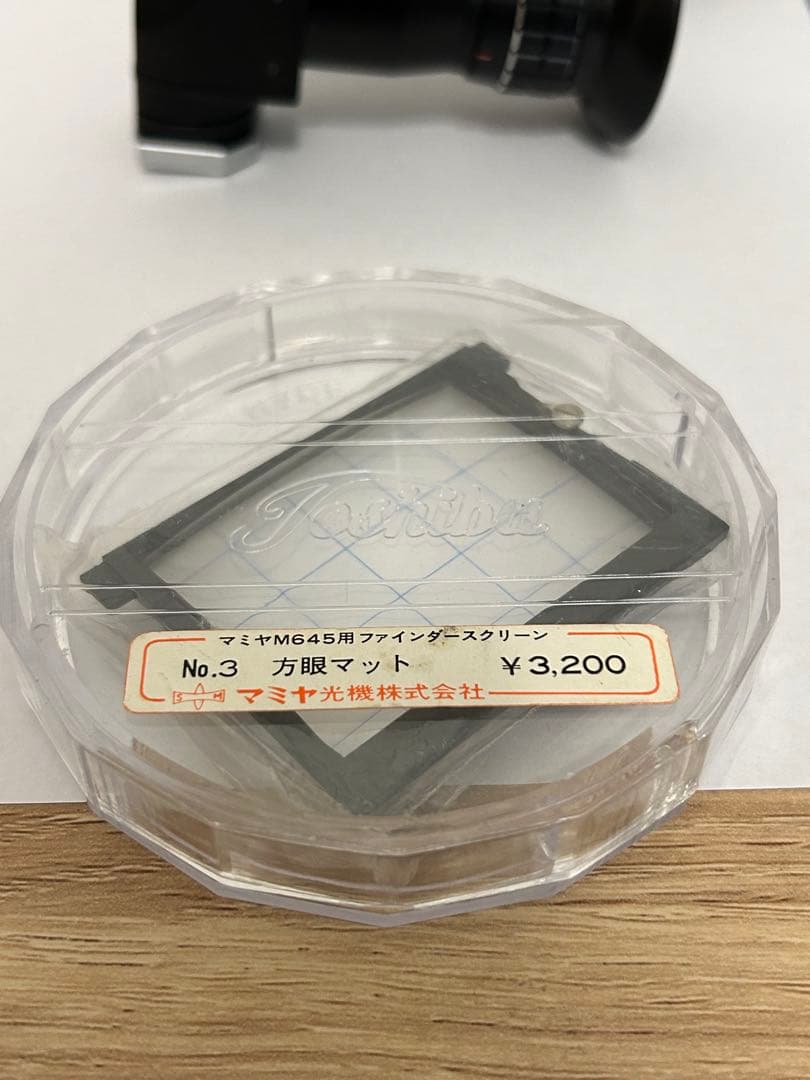 Toshiba
マミヤM645用ファインダースクリーン
No.3 方眼マット ¥3,200
S M マミヤ光機株式会社